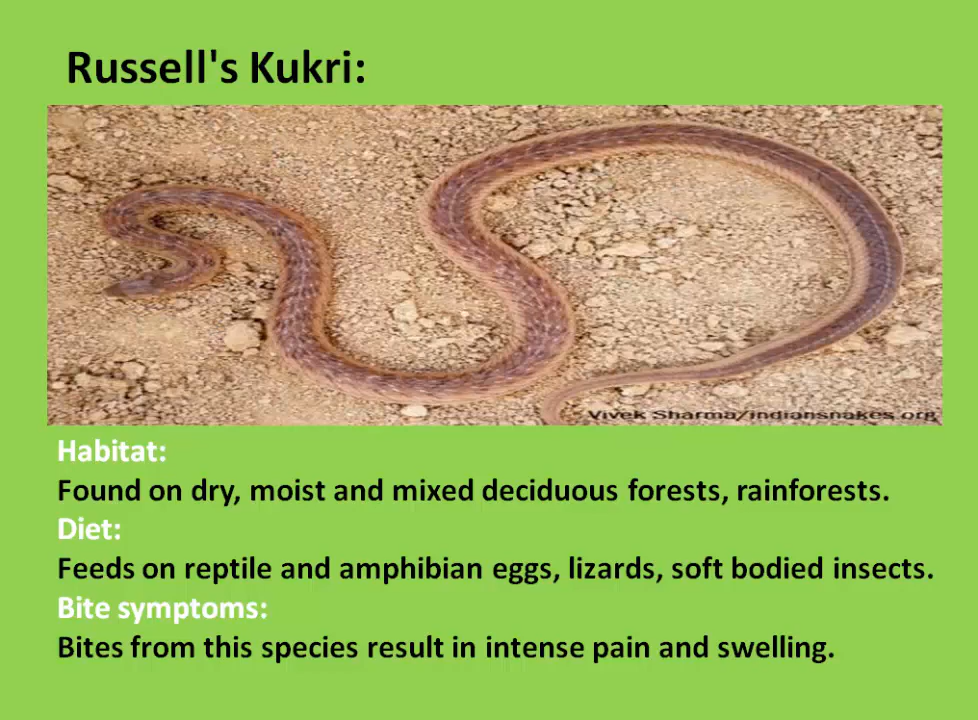 Russell's Kukri:
Vivek Sharma/indiansnakes.org
Habitat:
Found on dry, moist and mixed deciduous forests, rainforests.
Diet:
Feeds on reptile and amphibian eggs, lizards, soft bodied insects.
Bite symptoms:
Bites from this species result in intense pain and swelling.